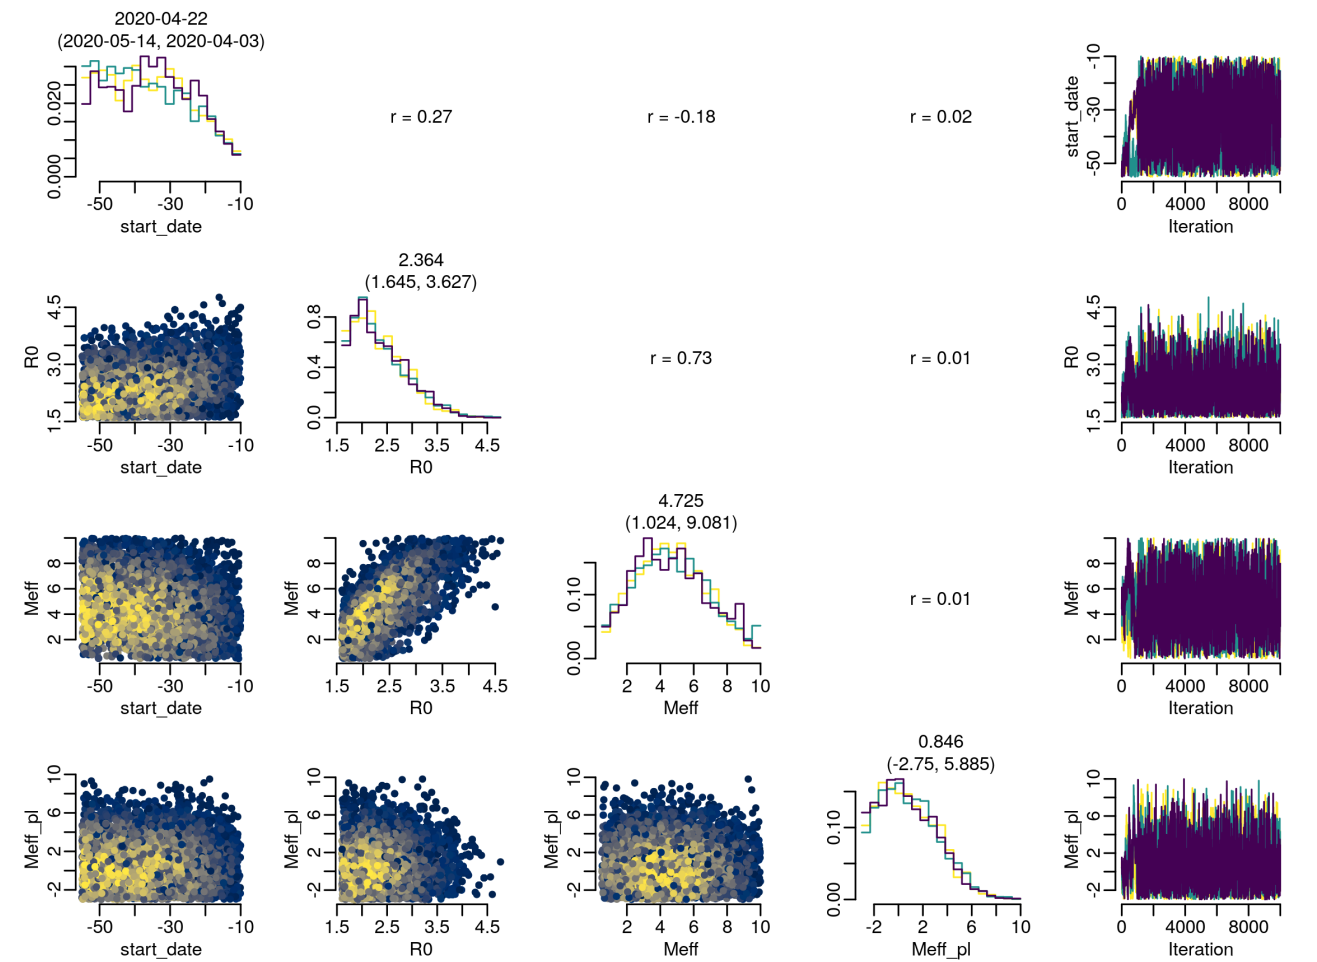 2020-04-22
(2020-05-14, 2020-04-03)
0.000 0.020
-50 -30 -10
start_date
r = 0.27
r = -0.18
r = 0.02
start_date
-50 -30 -10
0 4000 8000
Iteration
R0
1.5 3.0 4.5
-50 -30 -10
start_date
2.364
(1.645, 3.627)
0.0 0.4 0.8
1.5 2.5 3.5 4.5
R0
r = 0.73
r = 0.01
R0
1.5 3.0 4.5
0 4000 8000
Iteration
Meff
2 4 6 8
-50 -30 -10
start_date
Meff
2 4 6 8
1.5 2.5 3.5 4.5
R0
4.725
(1.024, 9.081)
0.00 0.10
2 4 6 8 10
Meff
r = 0.01
Meff
2 4 6 8
0 4000 8000
Iteration
Meff_pl
-2 2 6 10
-50 -30 -10
start_date
Meff_pl
-2 2 6 10
1.5 2.5 3.5 4.5
R0
Meff_pl
-2 2 6 10
2 4 6 8 10
Meff
0.846
(-2.75, 5.885)
0.00 0.10
-2 2 6 10
Meff_pl
Meff_pl
-2 2 6 10
0 4000 8000
Iteration